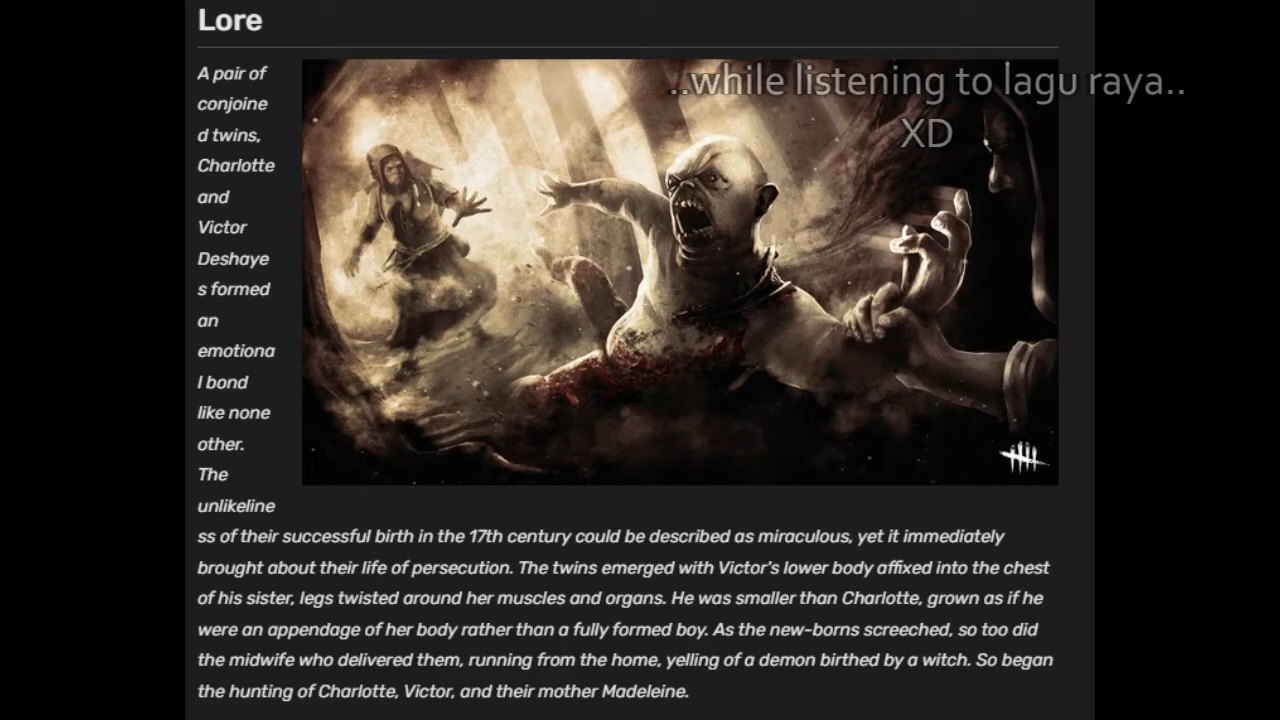 Lore
..while listening to lagu raya..
XD
A pair of
conjoine
d twins,
Charlotte
and
Victor
Deshaye
s formed
an
emotiona
l bond
like none
other.
The
unlikeline
ss of their successful birth in the 17th century could be described as miraculous, yet it immediately
brought about their life of persecution. The twins emerged with Victor's lower body affixed into the chest
of his sister, legs twisted around her muscles and organs. He was smaller than Charlotte, grown as if he
were an appendage of her body rather than a fully formed boy. As the new-borns screeched, so too did
the midwife who delivered them, running from the home, yelling of a demon birthed by a witch. So began
the hunting of Charlotte, Victor, and their mother Madeleine.